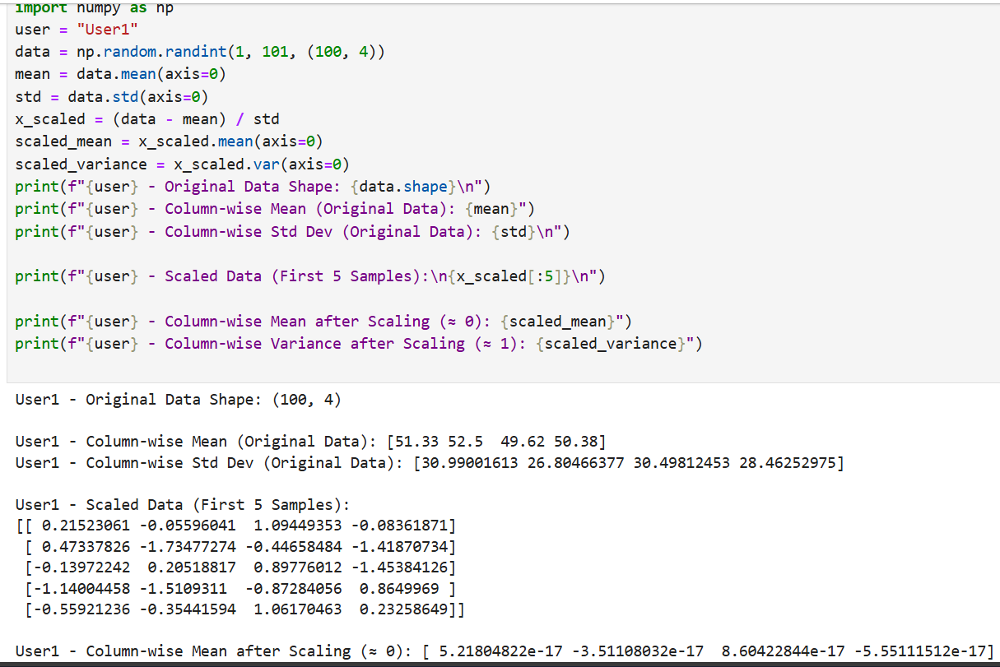 import numpy as np
user = "User1"
data = np.random.randint(1, 101, (100, 4))
mean = data.mean(axis=0)
std = data.std(axis=0)
x_scaled = (data - mean) / std
scaled_mean = x_scaled.mean(axis=0)
scaled_variance = x_scaled.var(axis=0)
print(f"{user} - Original Data Shape: {data.shape}\n")
print(f"{user} - Column-wise Mean (Original Data): {mean}")
print(f"{user} - Column-wise Std Dev (Original Data): {std}\n")
print(f"{user} - Scaled Data (First 5 Samples):\n{x_scaled[:5]}\n")
print(f"{user} - Column-wise Mean after Scaling (≈ 0): {scaled_mean}")
print(f"{user} - Column-wise Variance after Scaling (≈ 1): {scaled_variance}")
User1 - Original Data Shape: (100, 4)
User1 - Column-wise Mean (Original Data): [51.33 52.5  49.62 50.38]
User1 - Column-wise Std Dev (Original Data): [30.99001613 26.80466377 30.49812453 28.46252975]
User1 - Scaled Data (First 5 Samples):
[[ 0.21523061 -0.05596041  1.09449353 -0.08361871]
 [ 0.47337826 -1.73477274 -0.44658484 -1.41870734]
 [-0.13972242  0.20518817  0.89776012 -1.45384126]
 [-1.14004458 -1.5109311  -0.87284056  0.8649969 ]
 [-0.55921236 -0.35441594  1.06170463  0.23258649]]
User1 - Column-wise Mean after Scaling (≈ 0): [ 5.21804822e-17 -3.51108032e-17  8.60422844e-17 -5.55111512e-17]